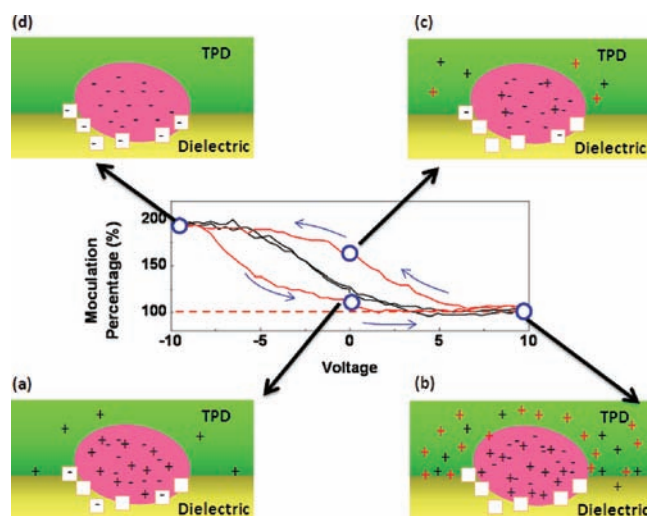 (d)
(c)
TPD
Dielectric
TPD
Dielectric
Moculation
Percentage (%)
200
150
100
-10
-5
0
5
10
Voltage
(a)
(b)
TPD
Dielectric
TPD
Dielectric